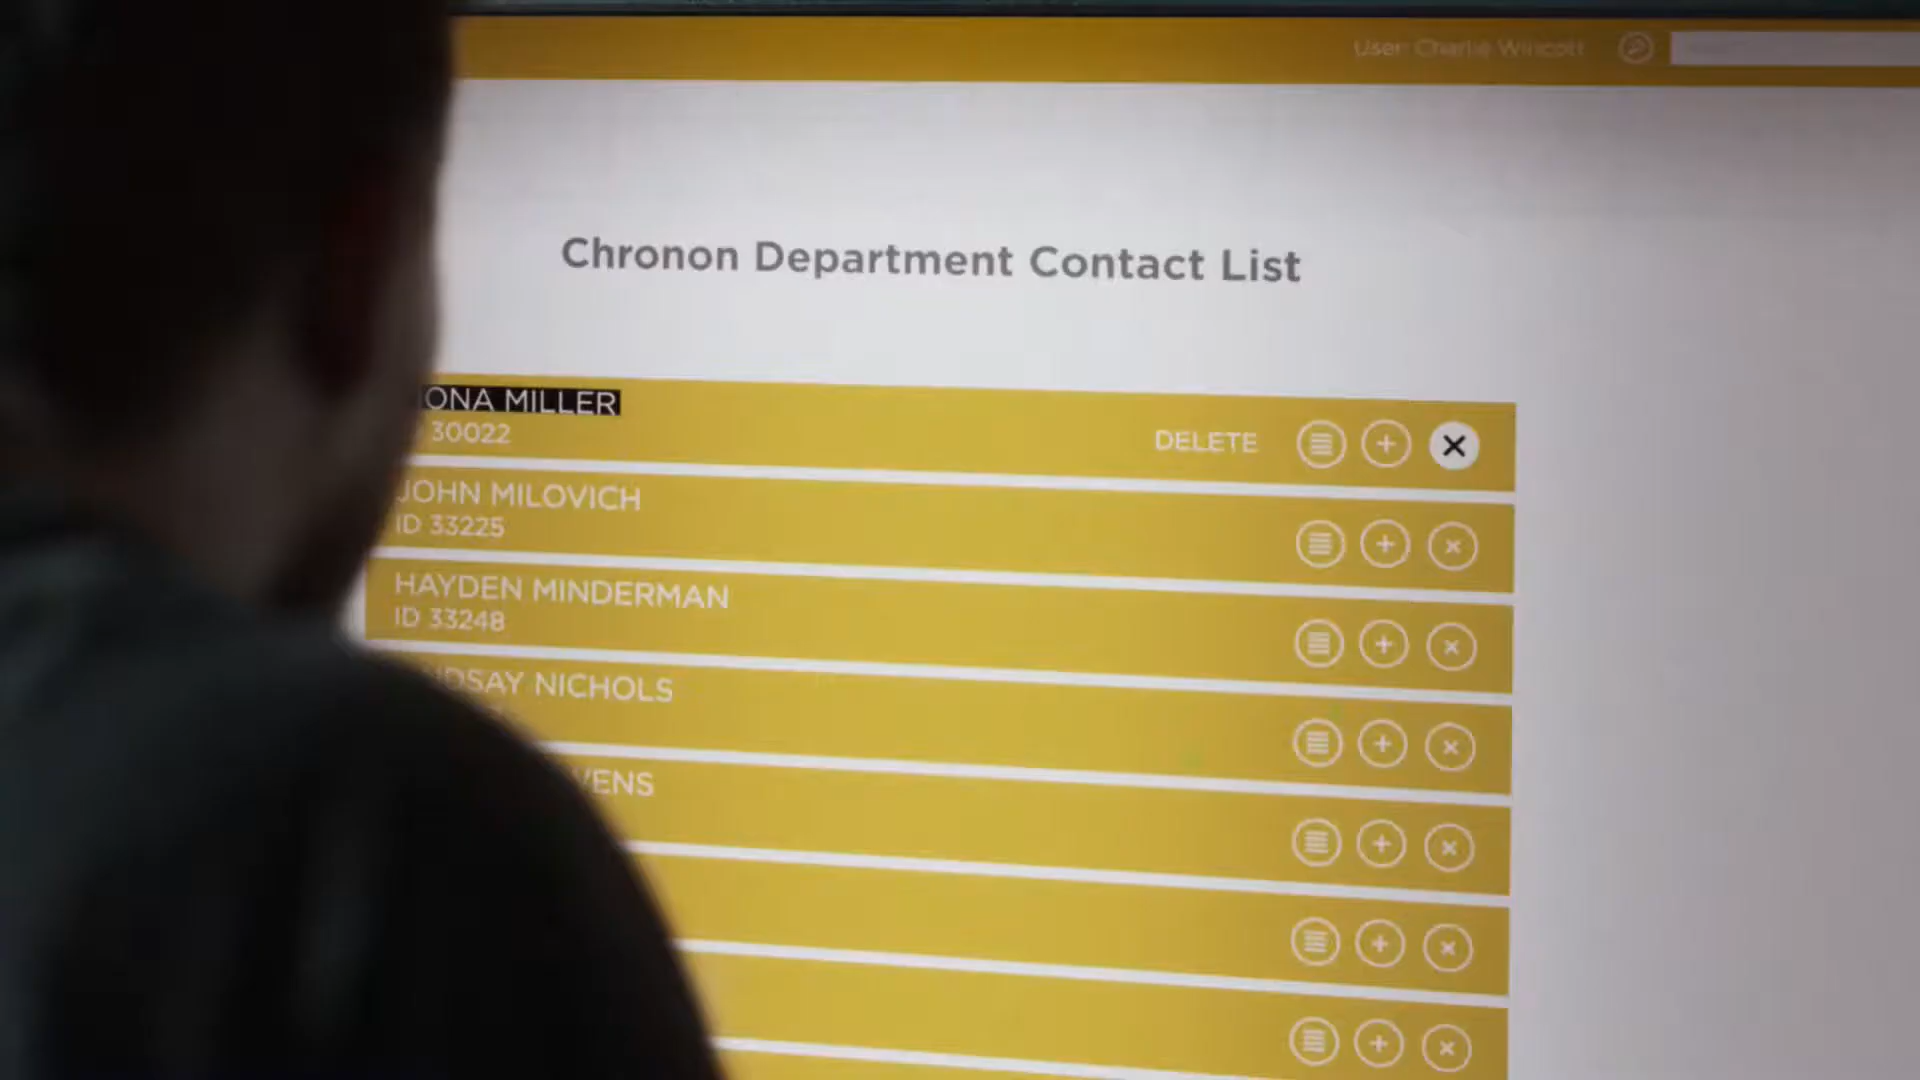 User: Charlie Wincott
Chronon Department Contact List
ONA MILLER
30022
DELETE
JOHN MILOVICH
ID 33225
HAYDEN MINDERMAN
ID 33248
DSAY NICHOLS
VENS